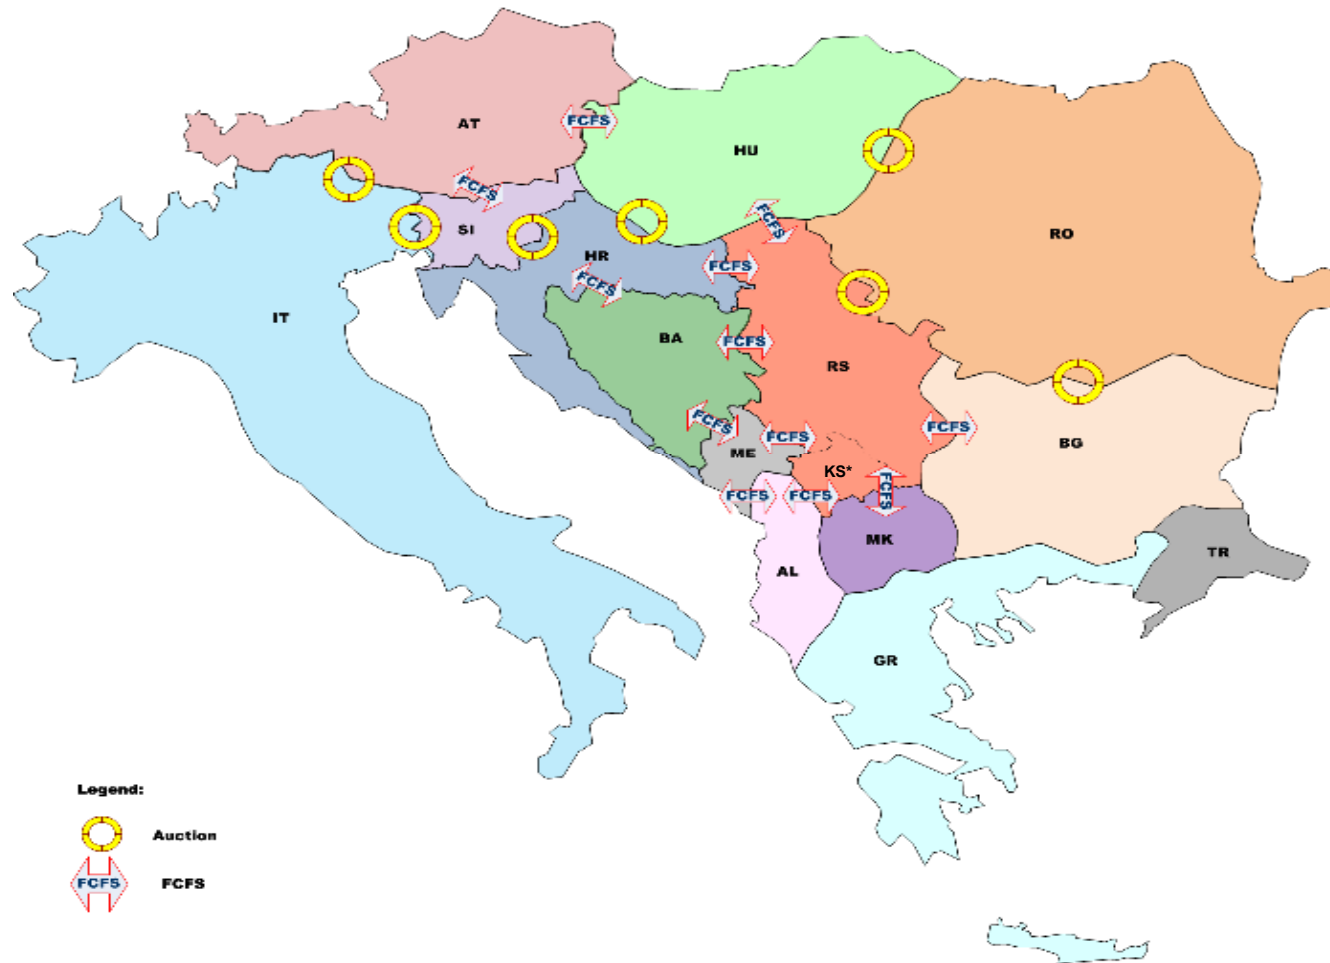 AT
FCFS
HU
FCFS
SI
FCFS
RO
HR
FCFS
FCFS
IT
BA
FCFS
RS
FCFS
FCFS
FCFS
BG
ME
KS*
FCFS
FCFS
FCFS
MK
TR
AL
GR
Legend:
Auction
FCFS
FCFS